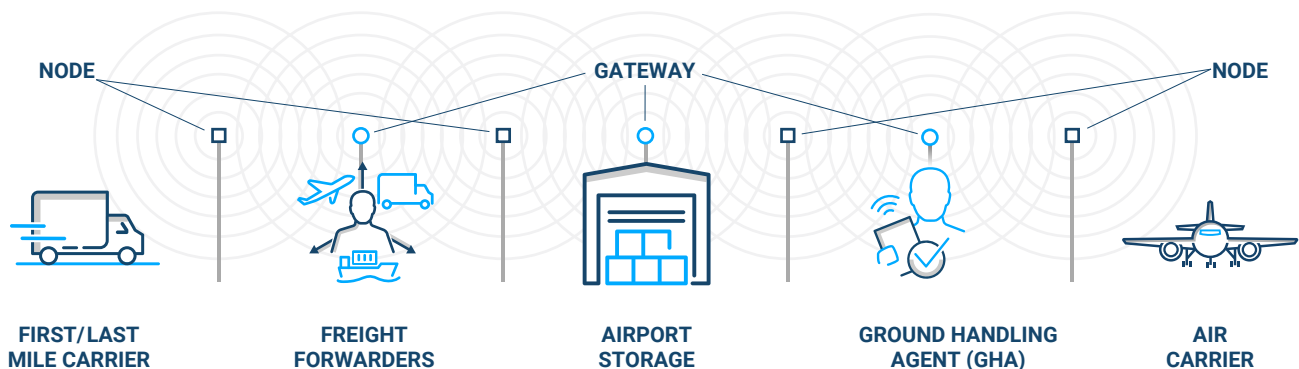 NODE
GATEWAY
NODE
FIRST/LAST
MILE CARRIER
FREIGHT
FORWARDERS
AIRPORT
STORAGE
GROUND HANDLING
AGENT (GHA)
AIR
CARRIER